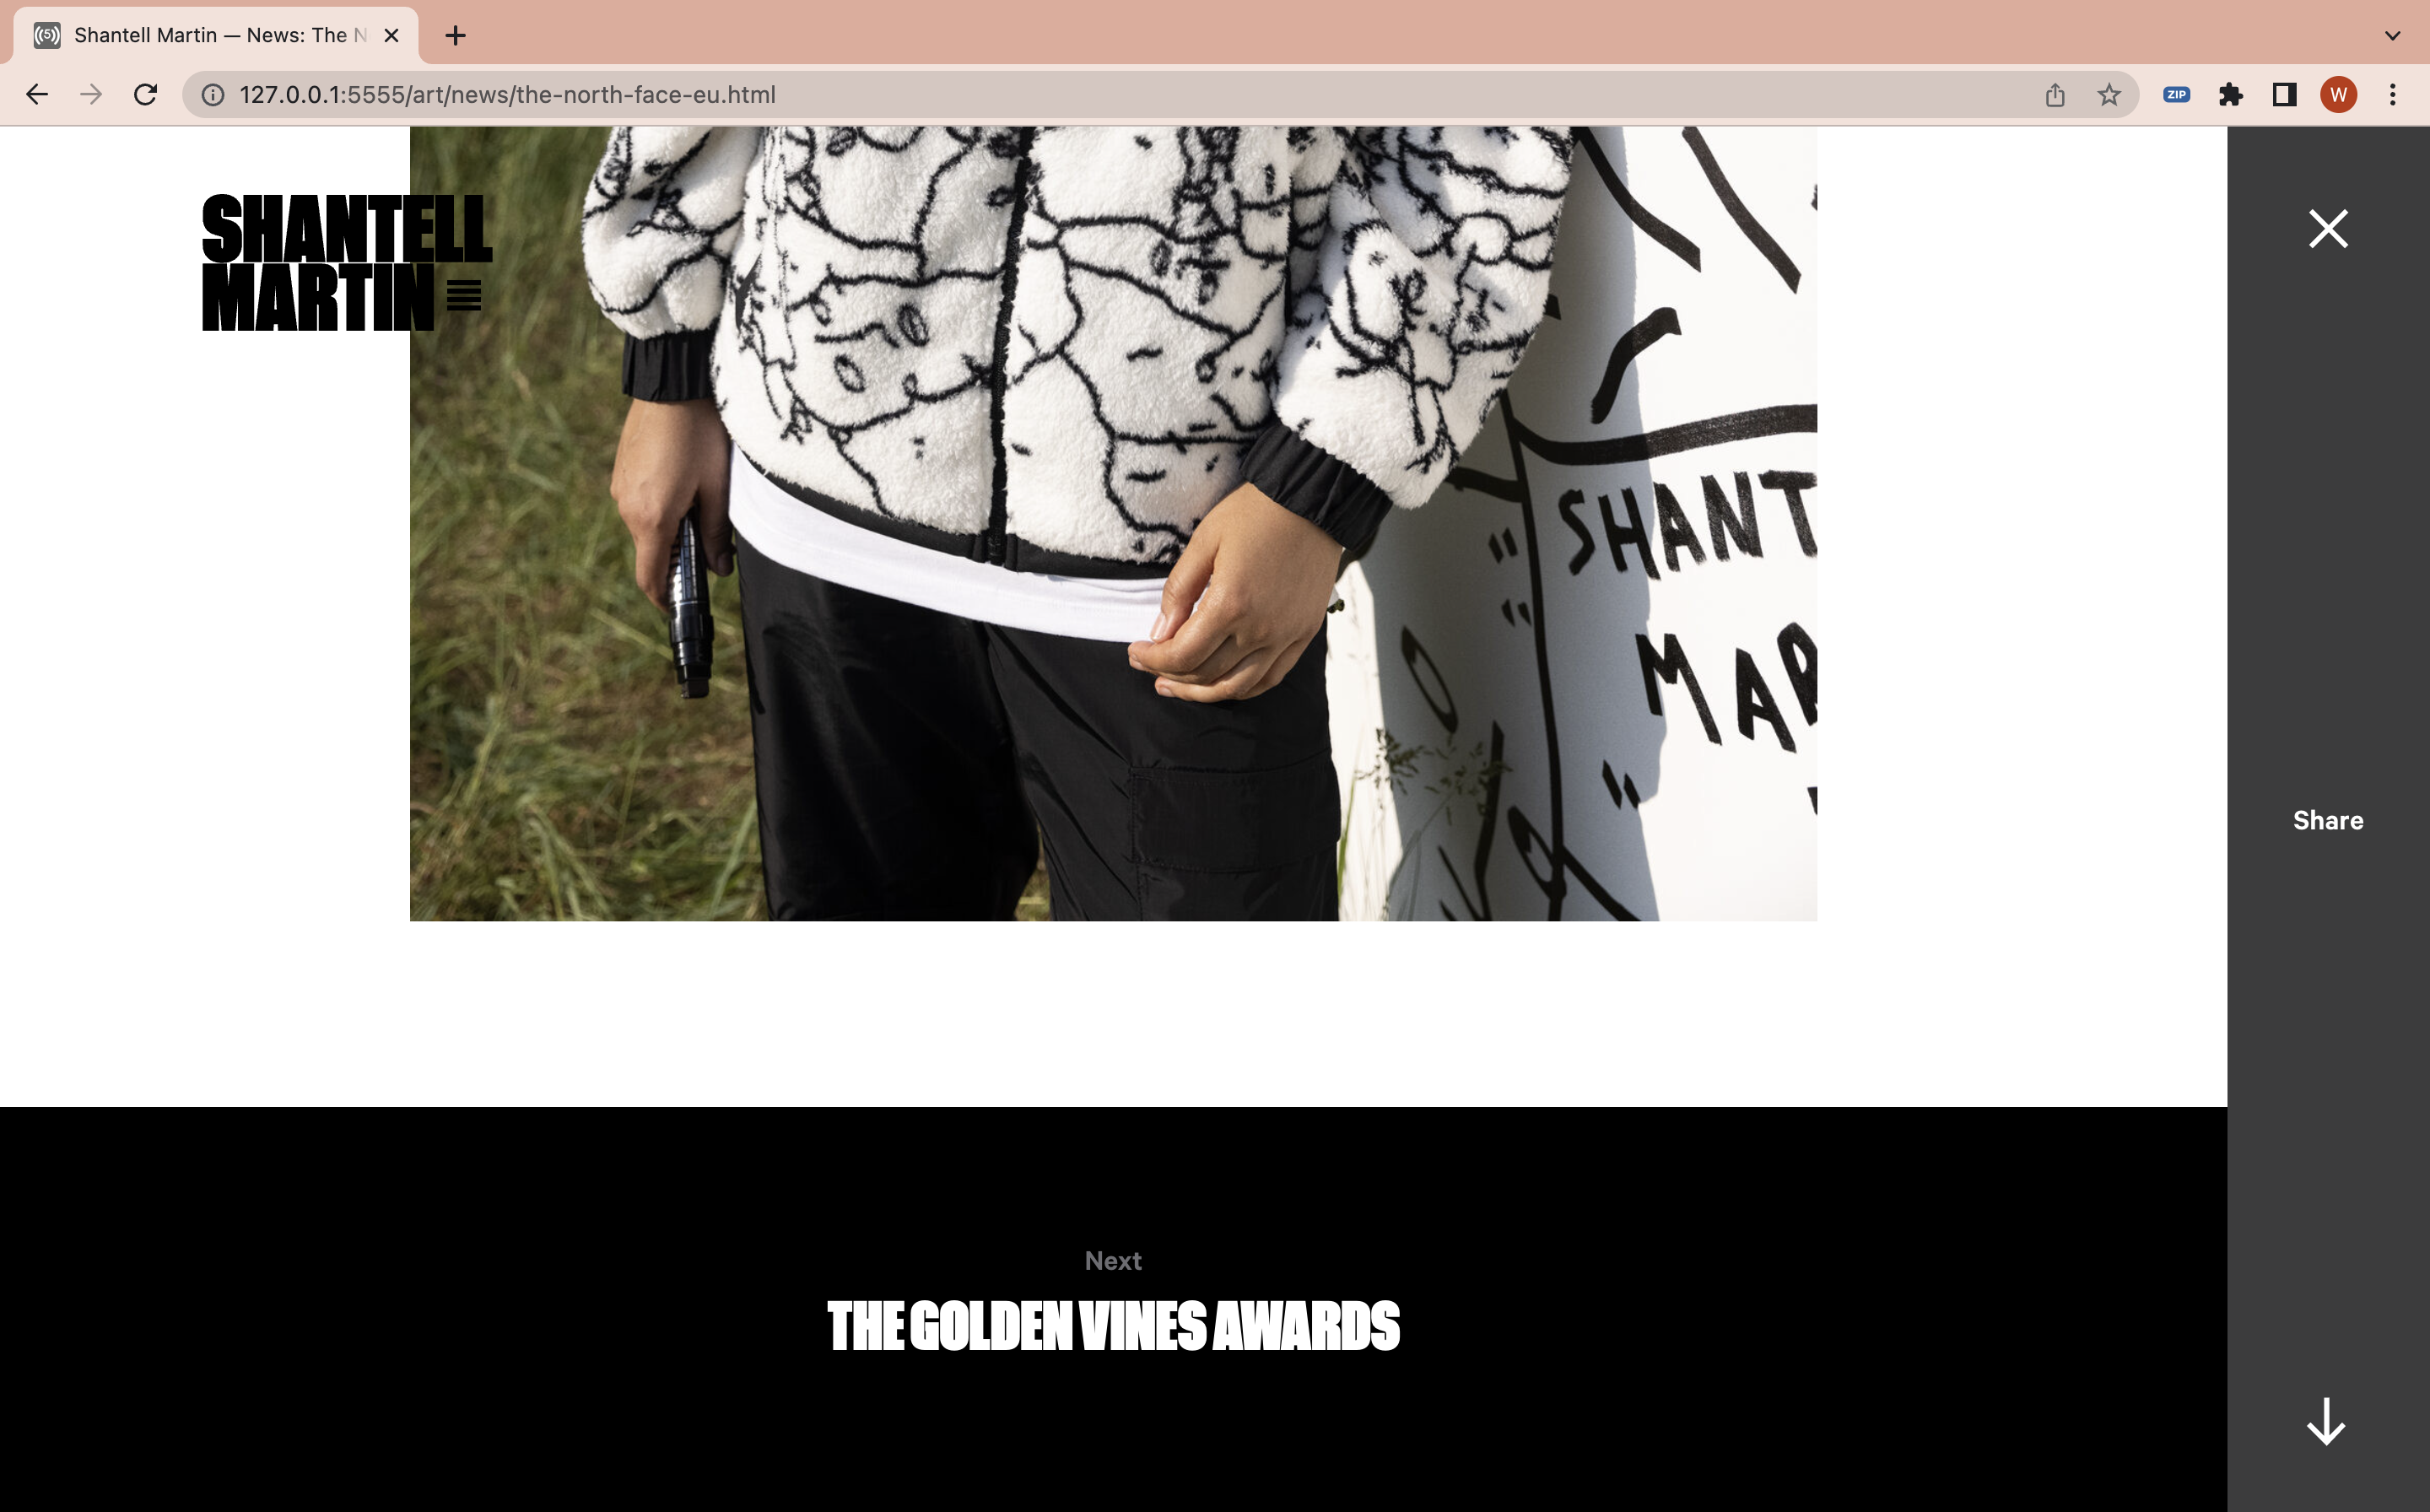 Shantell Martin — News: The N
127.0.0.1:5555/art/news/the-north-face-eu.html
ZIP
W
SHANTELL
MARTIN
SHANT
MAR
Share
Next
THE GOLDEN VINES AWARDS